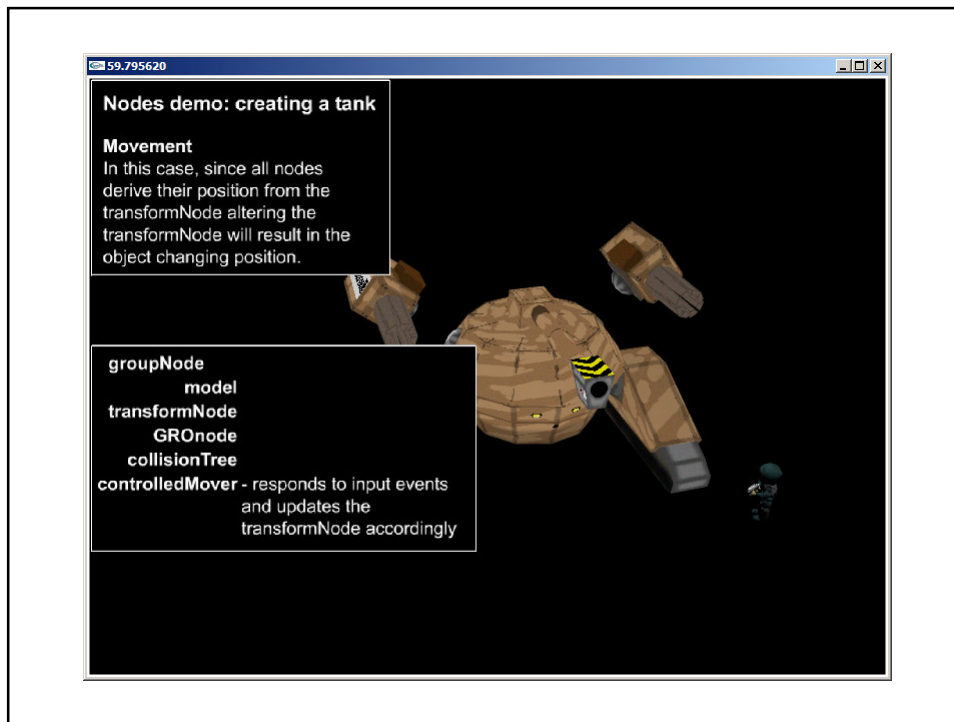 59.795620
Nodes demo: creating a tank
Movement
In this case, since all nodes
derive their position from the
transformNode altering the
transformNode will result in the
object changing position.
groupNode
model
transformNode
GROnode
collisionTree
controlledMover - responds to input events
and updates the
transformNode accordingly